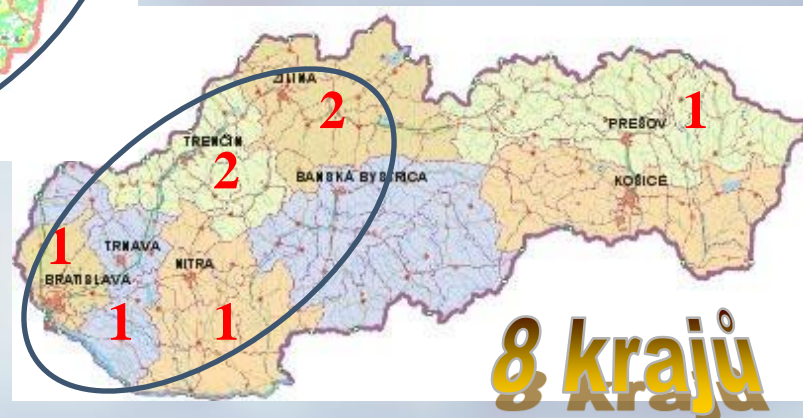 ŽILINA
2
1
PREŠOV
TRENČÍN
2
BANSKÁ BYSTRICA
KOŠICE
1
TRNAVA
NITRA
BRATISLAVA
1
1
8 krajů